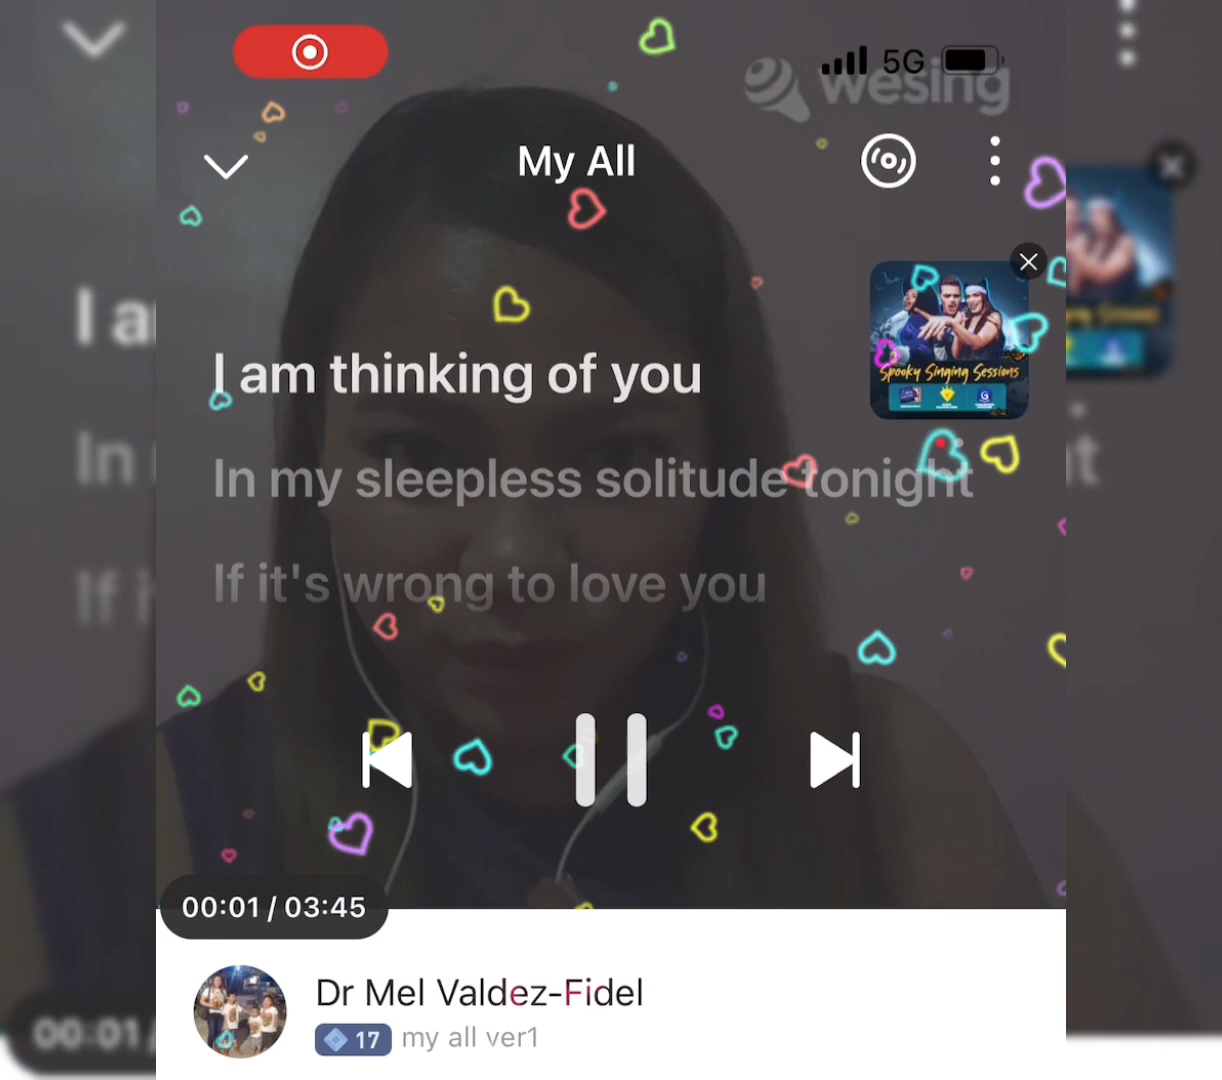 5G
wesing
My All
I am thinking of you
Spooky Singing Sessions
In my sleepless solitude tonight
If it's wrong to love you
00:01 / 03:45
Dr Mel Valdez-Fidel
17 my all ver1